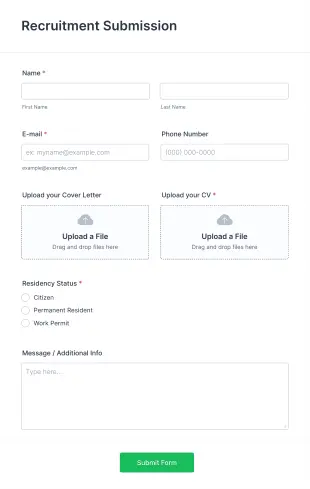 Recruitment Submission
Name *
First Name Last Name
E-mail * Phone Number
ex: myname@example.com (000) 000-0000
example@example.com
Upload your Cover Letter Upload your CV *
Upload a File Upload a File
Drag and drop files here Drag and drop files here
Residency Status *
Citizen
Permanent Resident
Work Permit
Message / Additional Info
Type here...
Submit Form